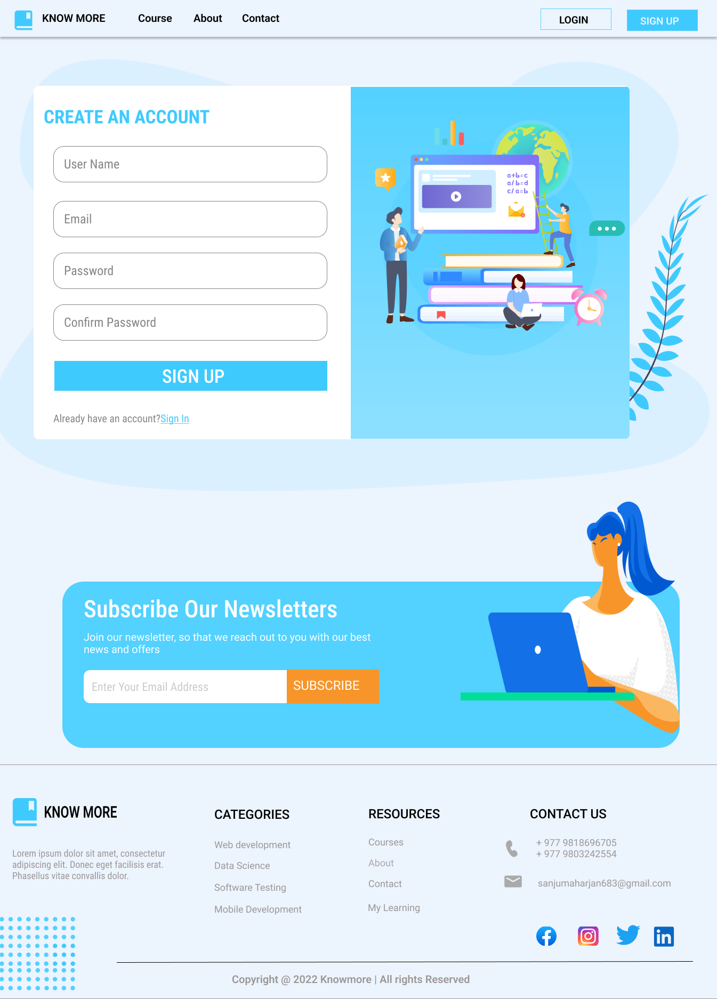 KNOW MORE
Course
About
Contact
LOGIN
SIGN UP
CREATE AN ACCOUNT
User Name
Email
Password
Confirm Password
SIGN UP
Already have an account?Sign In
a+b=c
a/b=d
c/a=b
1
Subscribe Our Newsletters
Join our newsletter, so that we reach out to you with our best
news and offers
Enter Your Email Address
SUBSCRIBE
KNOW MORE
Lorem ipsum dolor sit amet, consectetur
adipiscing elit. Donec eget facilisis erat.
Phasellus vitae convallis dolor.
CATEGORIES
Web development
Data Science
Software Testing
Mobile Development
RESOURCES
Courses
About
Contact
My Learning
CONTACT US
+ 977 9818696705
+ 977 9803242554
sanjumaharjan683@gmail.com
Copyright @ 2022 Knowmore | All rights Reserved